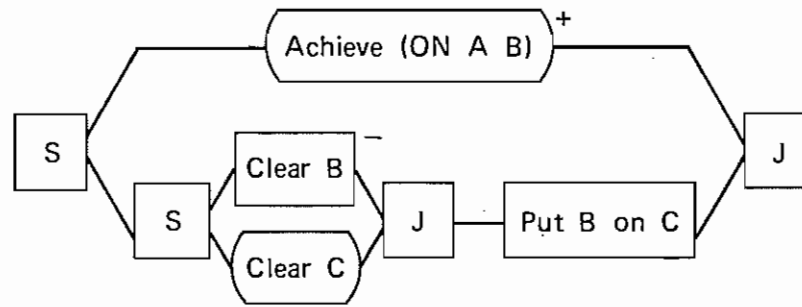 Achieve (ON A B) +
S
Clear B −
S
J
Put B on C
J
Clear C